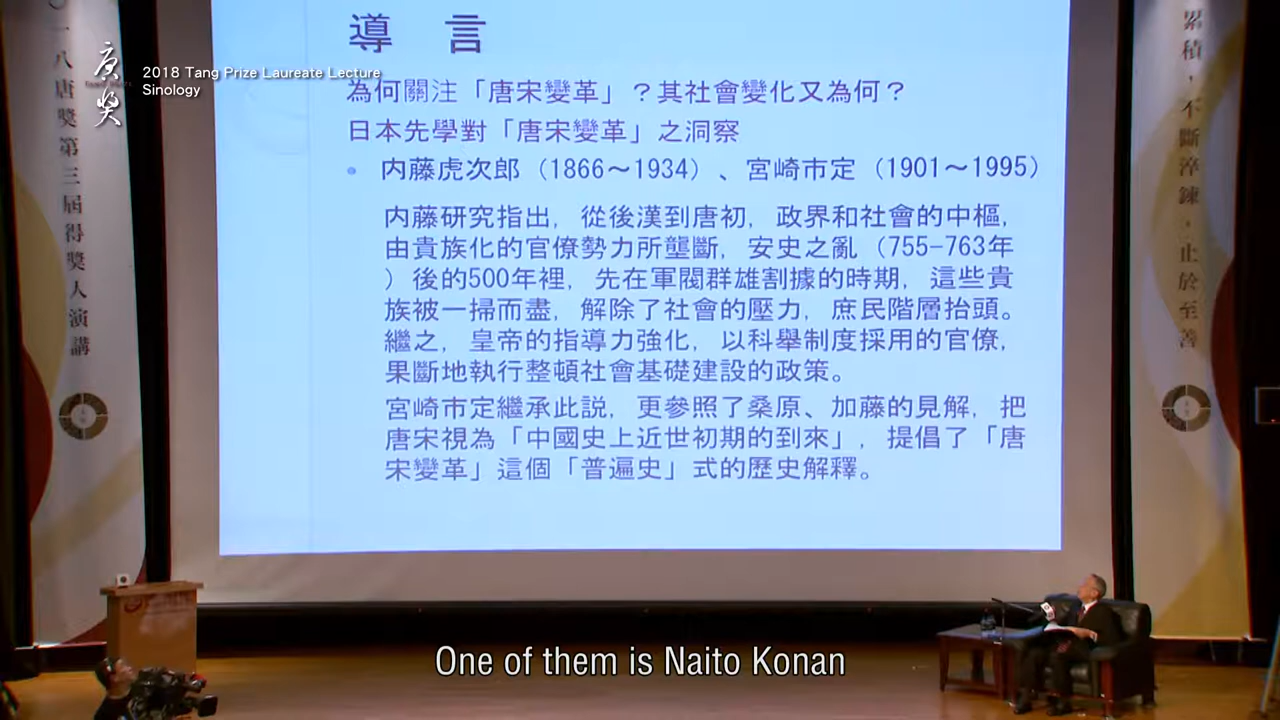 導 言
為何關注「唐宋變革」？其社會變化又為何？
日本先學對「唐宋變革」之洞察
• 内藤虎次郎（1866～1934）、宮崎市定（1901～1995）
内藤研究指出，從後漢到唐初，政界和社會的中樞，
由貴族化的官僚勢力所壟斷，安史之亂（755-763年
）後的500年裡，先在軍閥群雄割據的時期，這些貴
族被一掃而盡，解除了社會的壓力，庶民階層抬頭。
繼之，皇帝的指導力強化，以科舉制度採用的官僚，
果斷地執行整頓社會基礎建設的政策。
宮崎市定繼承此説，更參照了桑原、加藤的見解，把
唐宋視為「中國史上近世初期的到來」，提倡了「唐
宋變革」這個「普遍史」式的歷史解釋。
唐獎
2018 Tang Prize Laureate Lecture
Sinology
一八唐獎第三屆得獎人演講
累積，不斷淬鍊，止於至善
One of them is Naito Konan